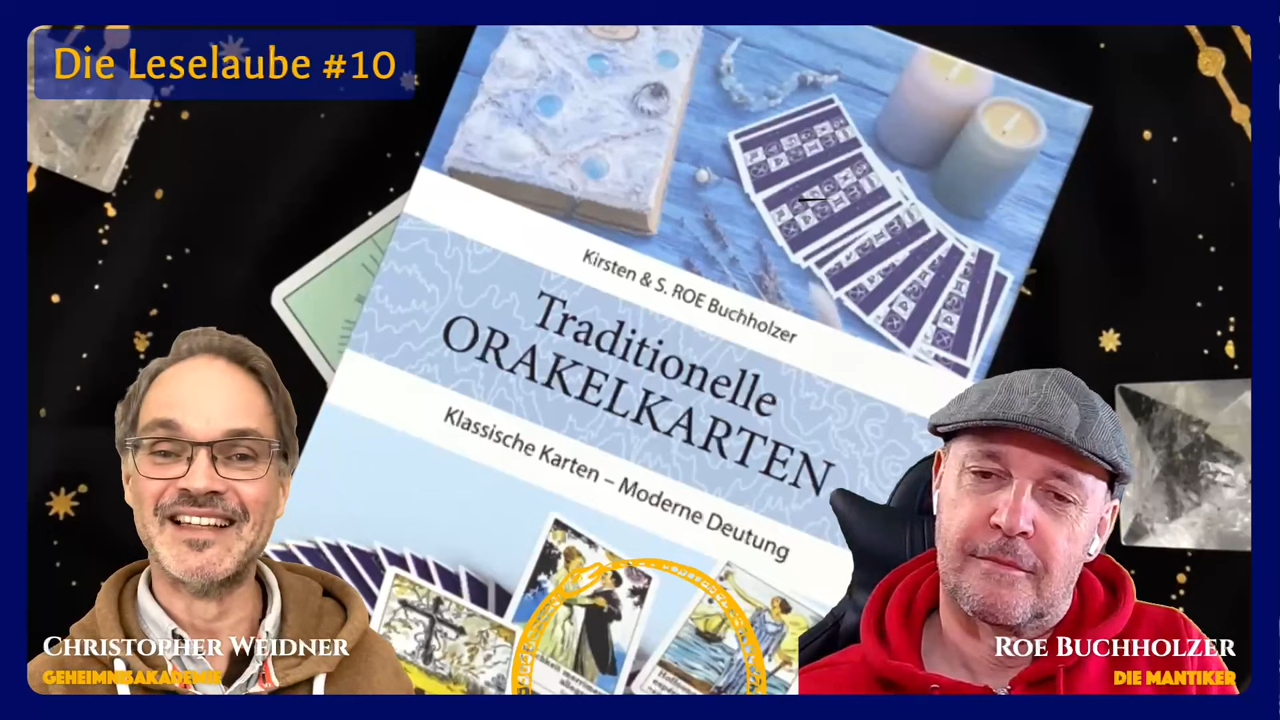 Die Leselaube #10
Kirsten & S. ROE Buchholzer
Traditionelle
ORAKELKARTEN
Klassische Karten – Moderne Deutung
CHRISTOPHER WEIDNER
GEHEIMNISAKADEMIE
ROE BUCHHOLZER
DIE MANTIKER